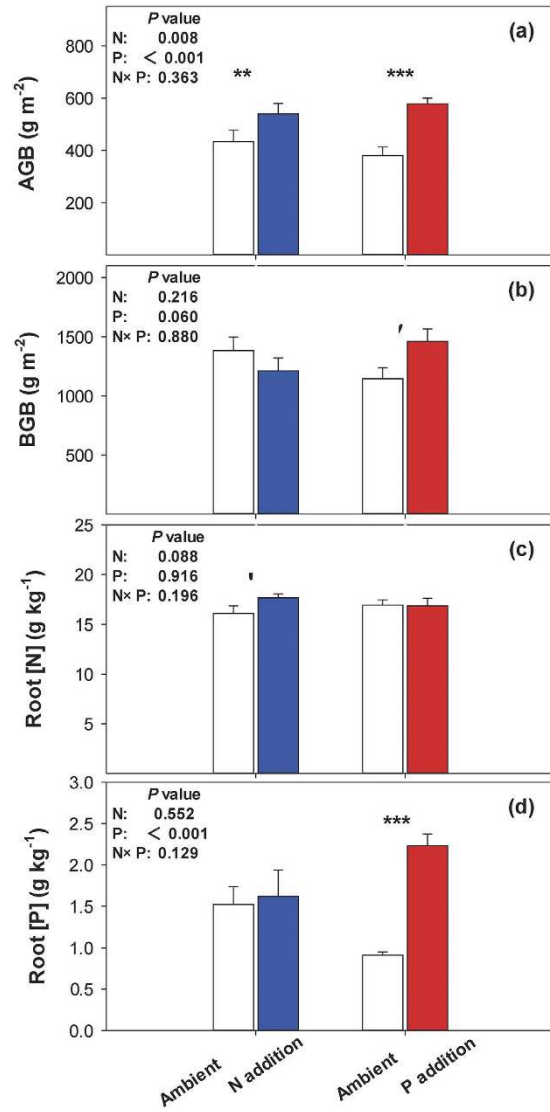 P value
N: 0.008
P: < 0.001
N× P: 0.363
(a)
**
***
800
600
400
200
AGB (g m-2)
P value
N: 0.216
P: 0.060
N× P: 0.880
(b)
2000
1500
1000
500
BGB (g m-2)
P value
N: 0.088
P: 0.916
N× P: 0.196
(c)
25
20
15
10
5
Root [N] (g kg-1)
P value
N: 0.552
P: < 0.001
N× P: 0.129
(d)
***
3.0
2.5
2.0
1.5
1.0
0.5
0.0
Root [P] (g kg-1)
Ambient
N addition
Ambient
P addition